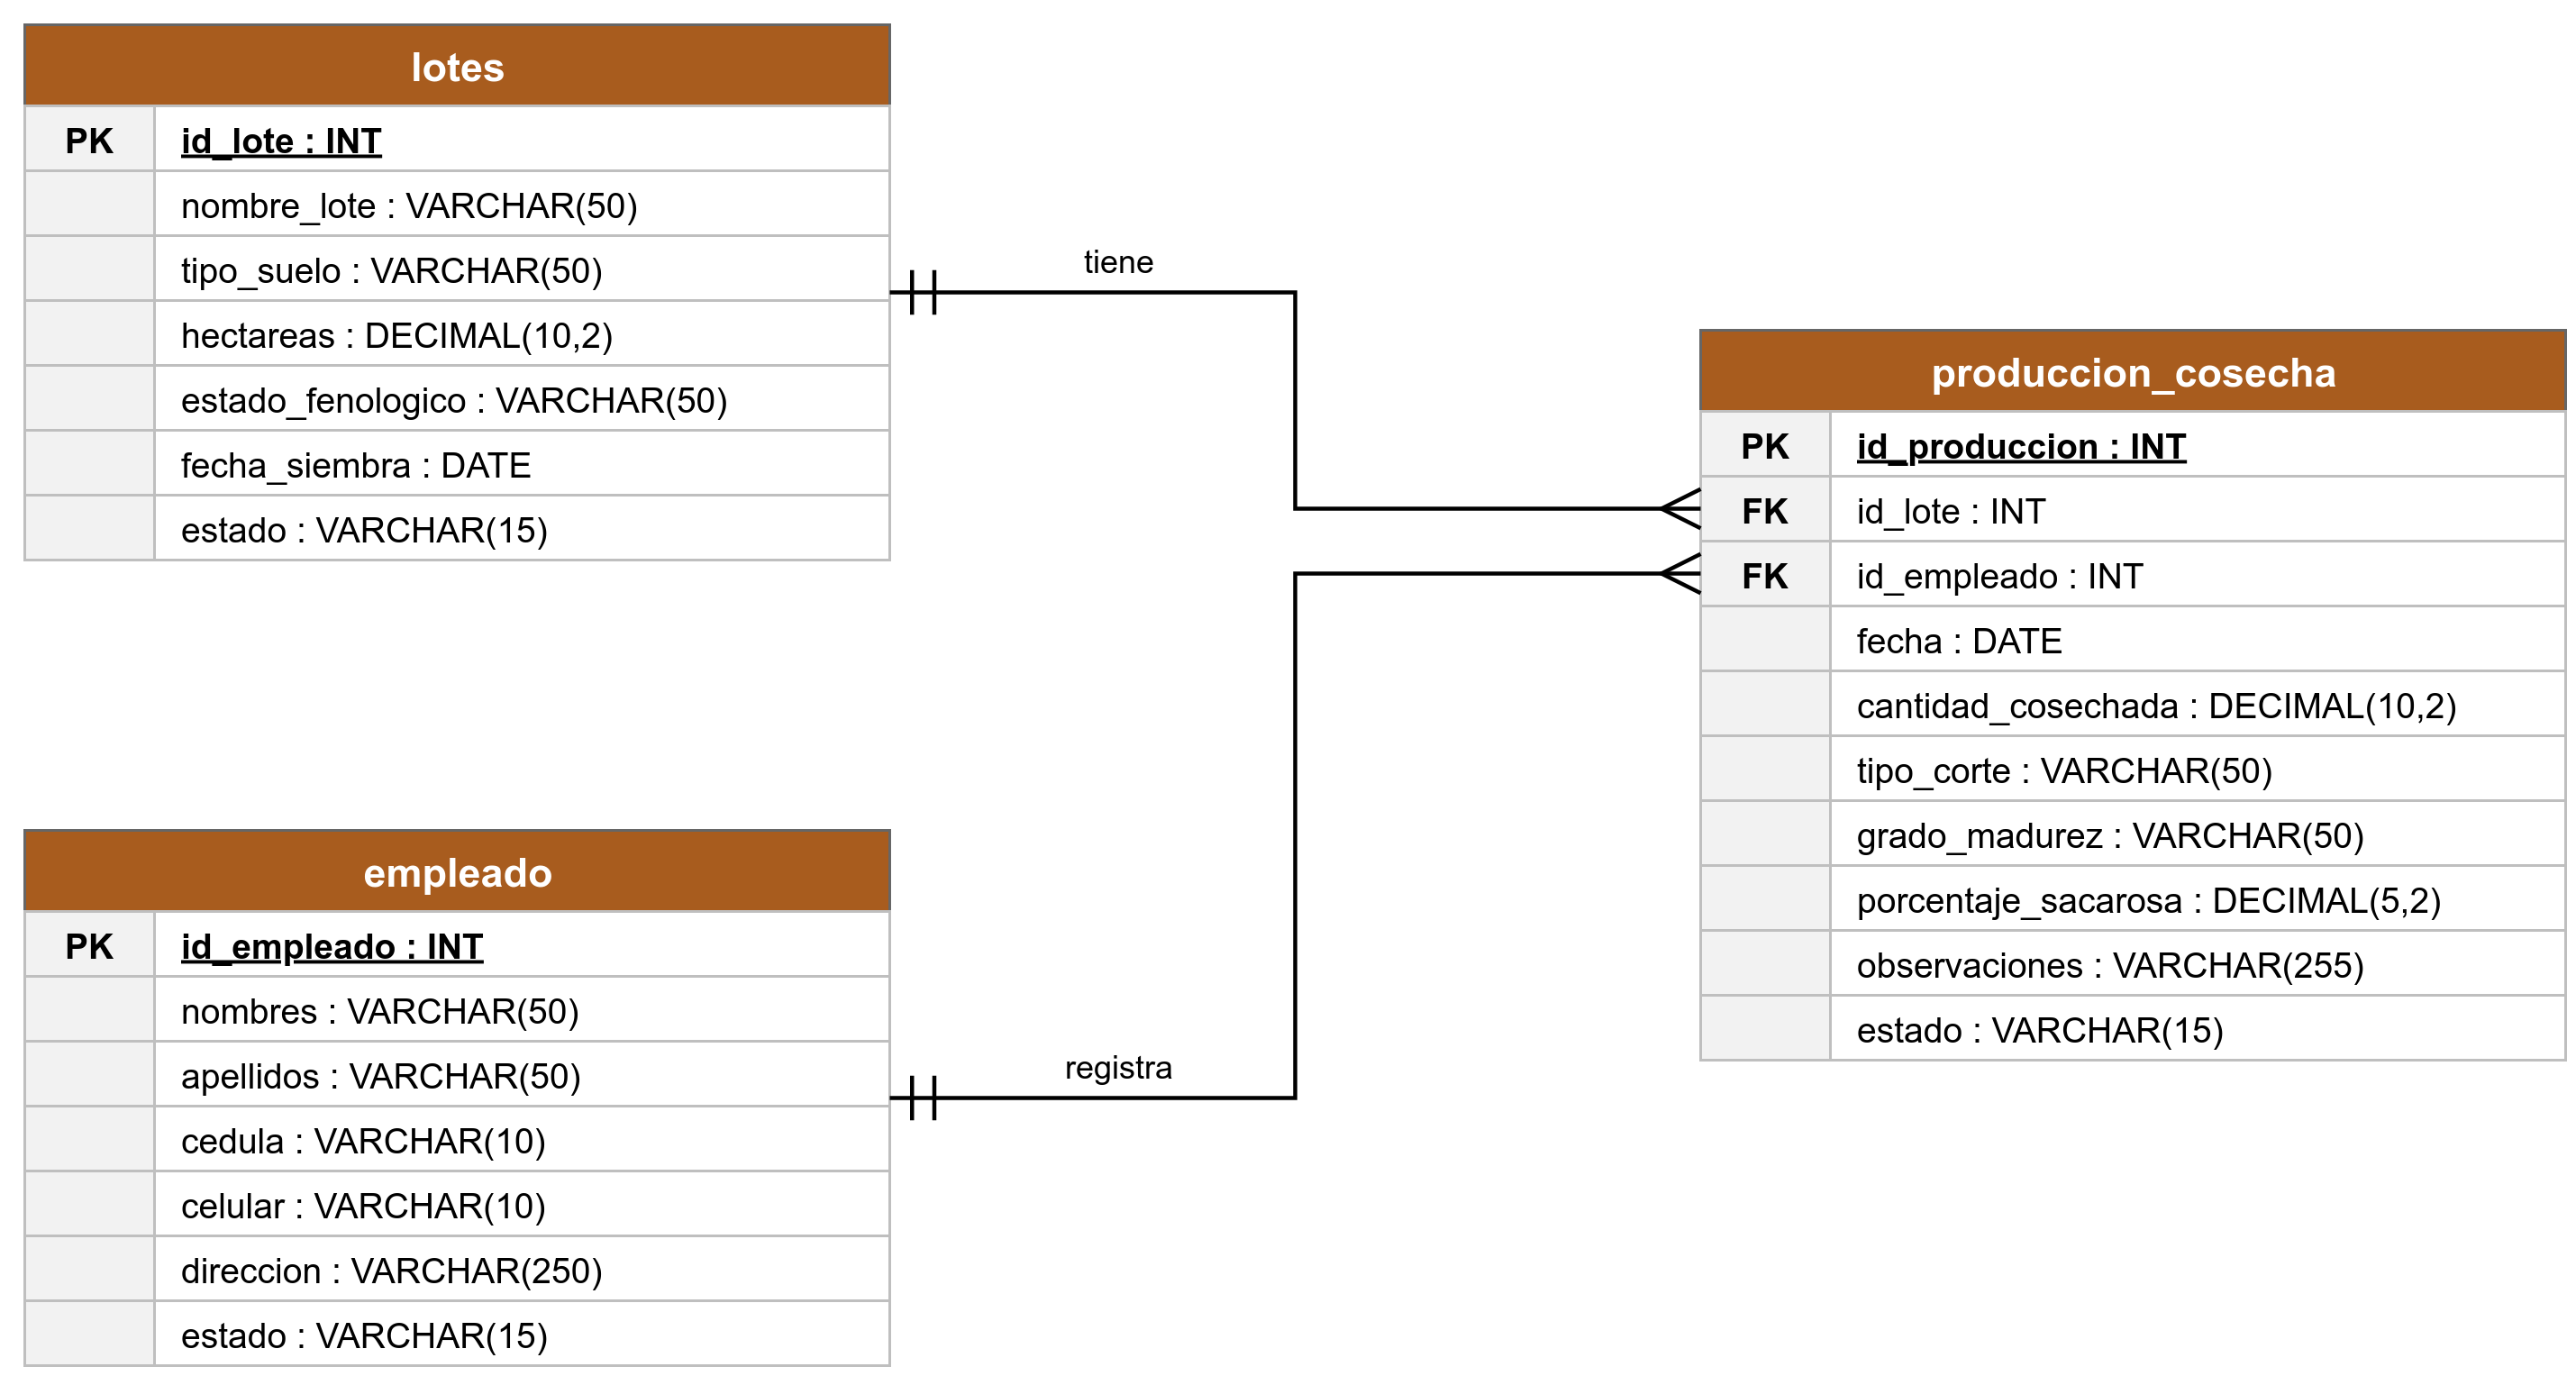 lotes
PK id_lote : INT
nombre_lote : VARCHAR(50)
tipo_suelo : VARCHAR(50)
hectareas : DECIMAL(10,2)
estado_fenologico : VARCHAR(50)
fecha_siembra : DATE
estado : VARCHAR(15)
tiene
empleado
PK id_empleado : INT
nombres : VARCHAR(50)
apellidos : VARCHAR(50)
cedula : VARCHAR(10)
celular : VARCHAR(10)
direccion : VARCHAR(250)
estado : VARCHAR(15)
registra
produccion_cosecha
PK id_produccion : INT
FK id_lote : INT
FK id_empleado : INT
fecha : DATE
cantidad_cosechada : DECIMAL(10,2)
tipo_corte : VARCHAR(50)
grado_madurez : VARCHAR(50)
porcentaje_sacarosa : DECIMAL(5,2)
observaciones : VARCHAR(255)
estado : VARCHAR(15)